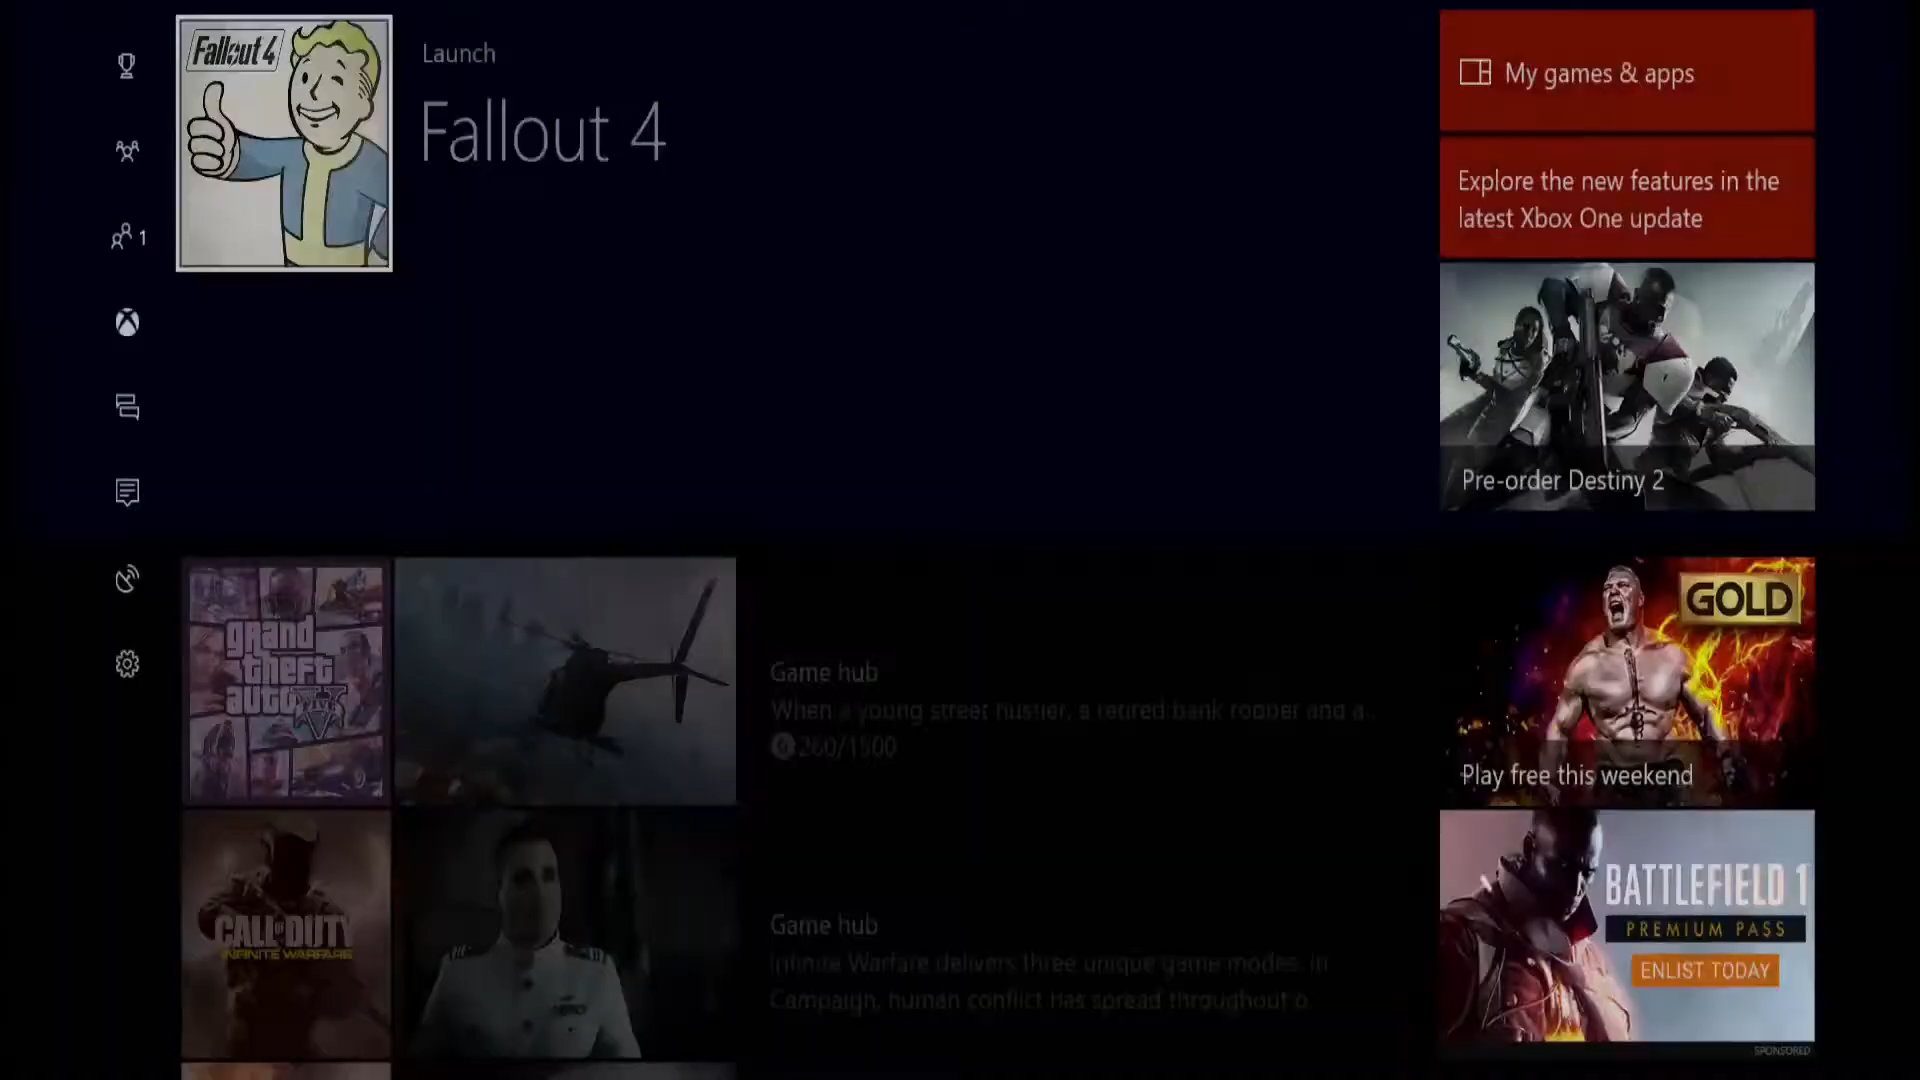 Fallout 4
Launch
Fallout 4
My games & apps
Explore the new features in the
latest Xbox One update
1
Pre-order Destiny 2
grand
theft
auto
V
FIVE
Game hub
When a young street hustler, a retired bank robber and a..
G 260/1500
GOLD
Play free this weekend
CALL OF DUTY
INFINITE WARFARE
Game hub
Infinite Warfare delivers three unique game modes. In
Campaign, human conflict has spread throughout o
BATTLEFIELD 1
PREMIUM PASS
ENLIST TODAY
SPONSORED